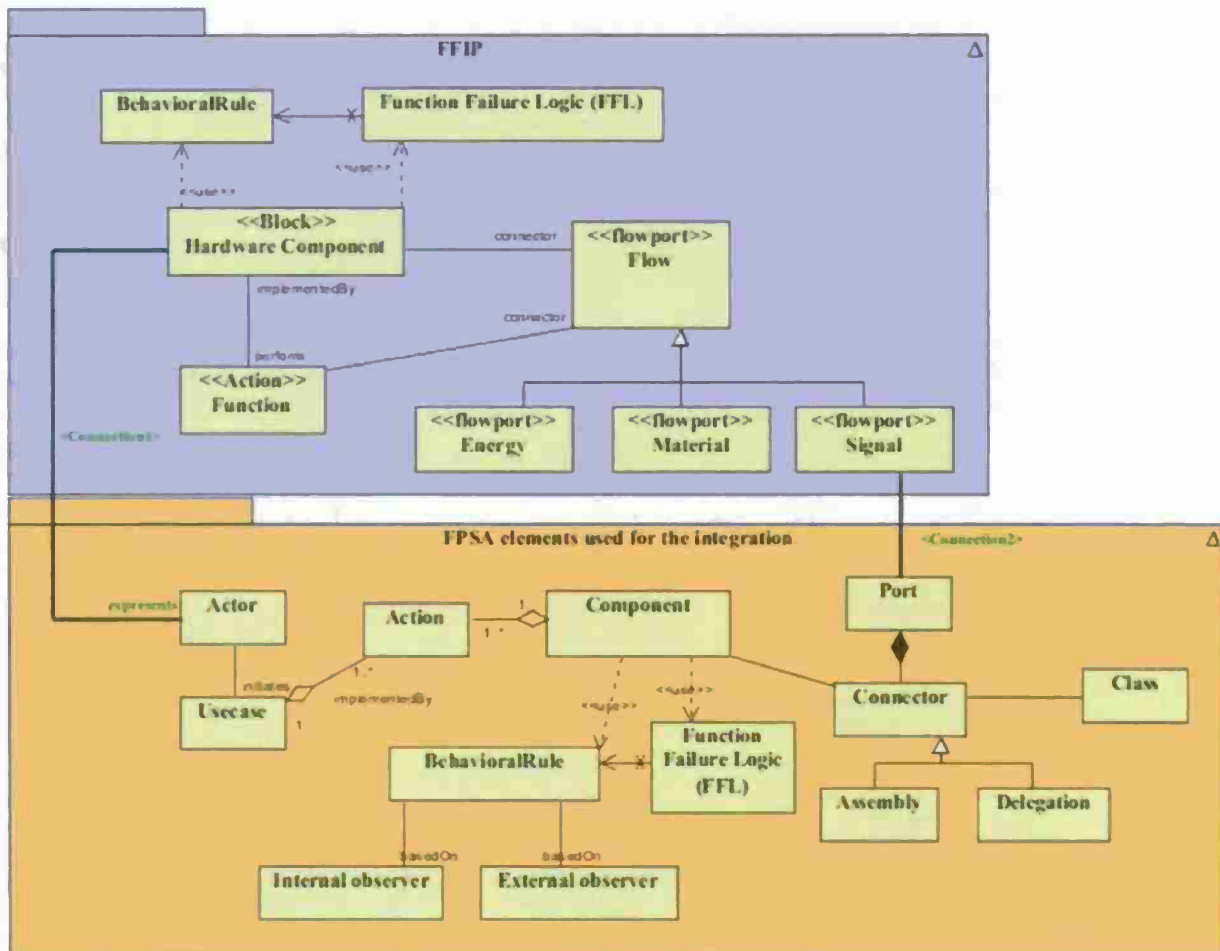 FFIP
BehavioralRule
Function Failure Logic (FFL)
<<use>>
<<use>>
<<Block>>
Hardware Component
connector
<<flowport>>
Flow
implementedBy
connector
performs
<<Action>>
Function
<Connection1>
<<flowport>>
Energy
<<flowport>>
Material
<<flowport>>
Signal
FPSA elements used for the integration
<Connection2>
represents
Actor
Action
1
1..*
Component
Port
initiates
1..*
implementedBy
Usecase
1
<<use>>
<<use>>
Connector
Class
BehavioralRule
Function
Failure Logic
(FFL)
Assembly
Delegation
basedOn
basedOn
Internal observer
External observer